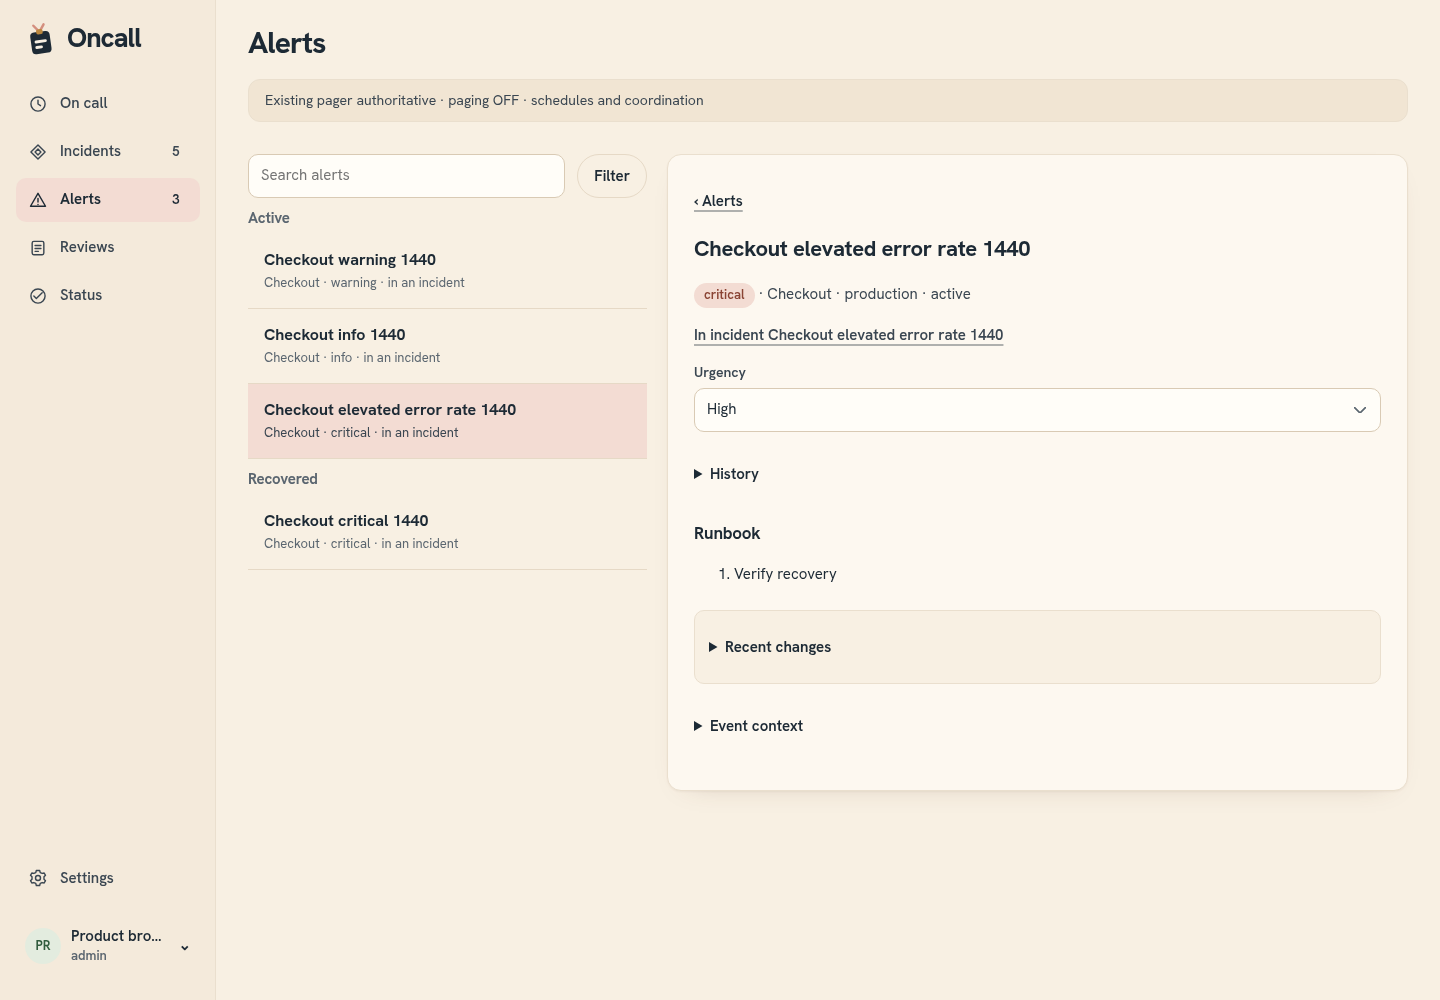 Oncall
On call
Incidents 5
Alerts 3
Reviews
Status
Settings
PR
Product bro...
admin
Alerts
Existing pager authoritative · paging OFF · schedules and coordination
Search alerts
Filter
Active
Checkout warning 1440
Checkout · warning · in an incident
Checkout info 1440
Checkout · info · in an incident
Checkout elevated error rate 1440
Checkout · critical · in an incident
Recovered
Checkout critical 1440
Checkout · critical · in an incident
‹ Alerts
Checkout elevated error rate 1440
critical · Checkout · production · active
In incident Checkout elevated error rate 1440
Urgency
High
History
Runbook
1. Verify recovery
Recent changes
Event context